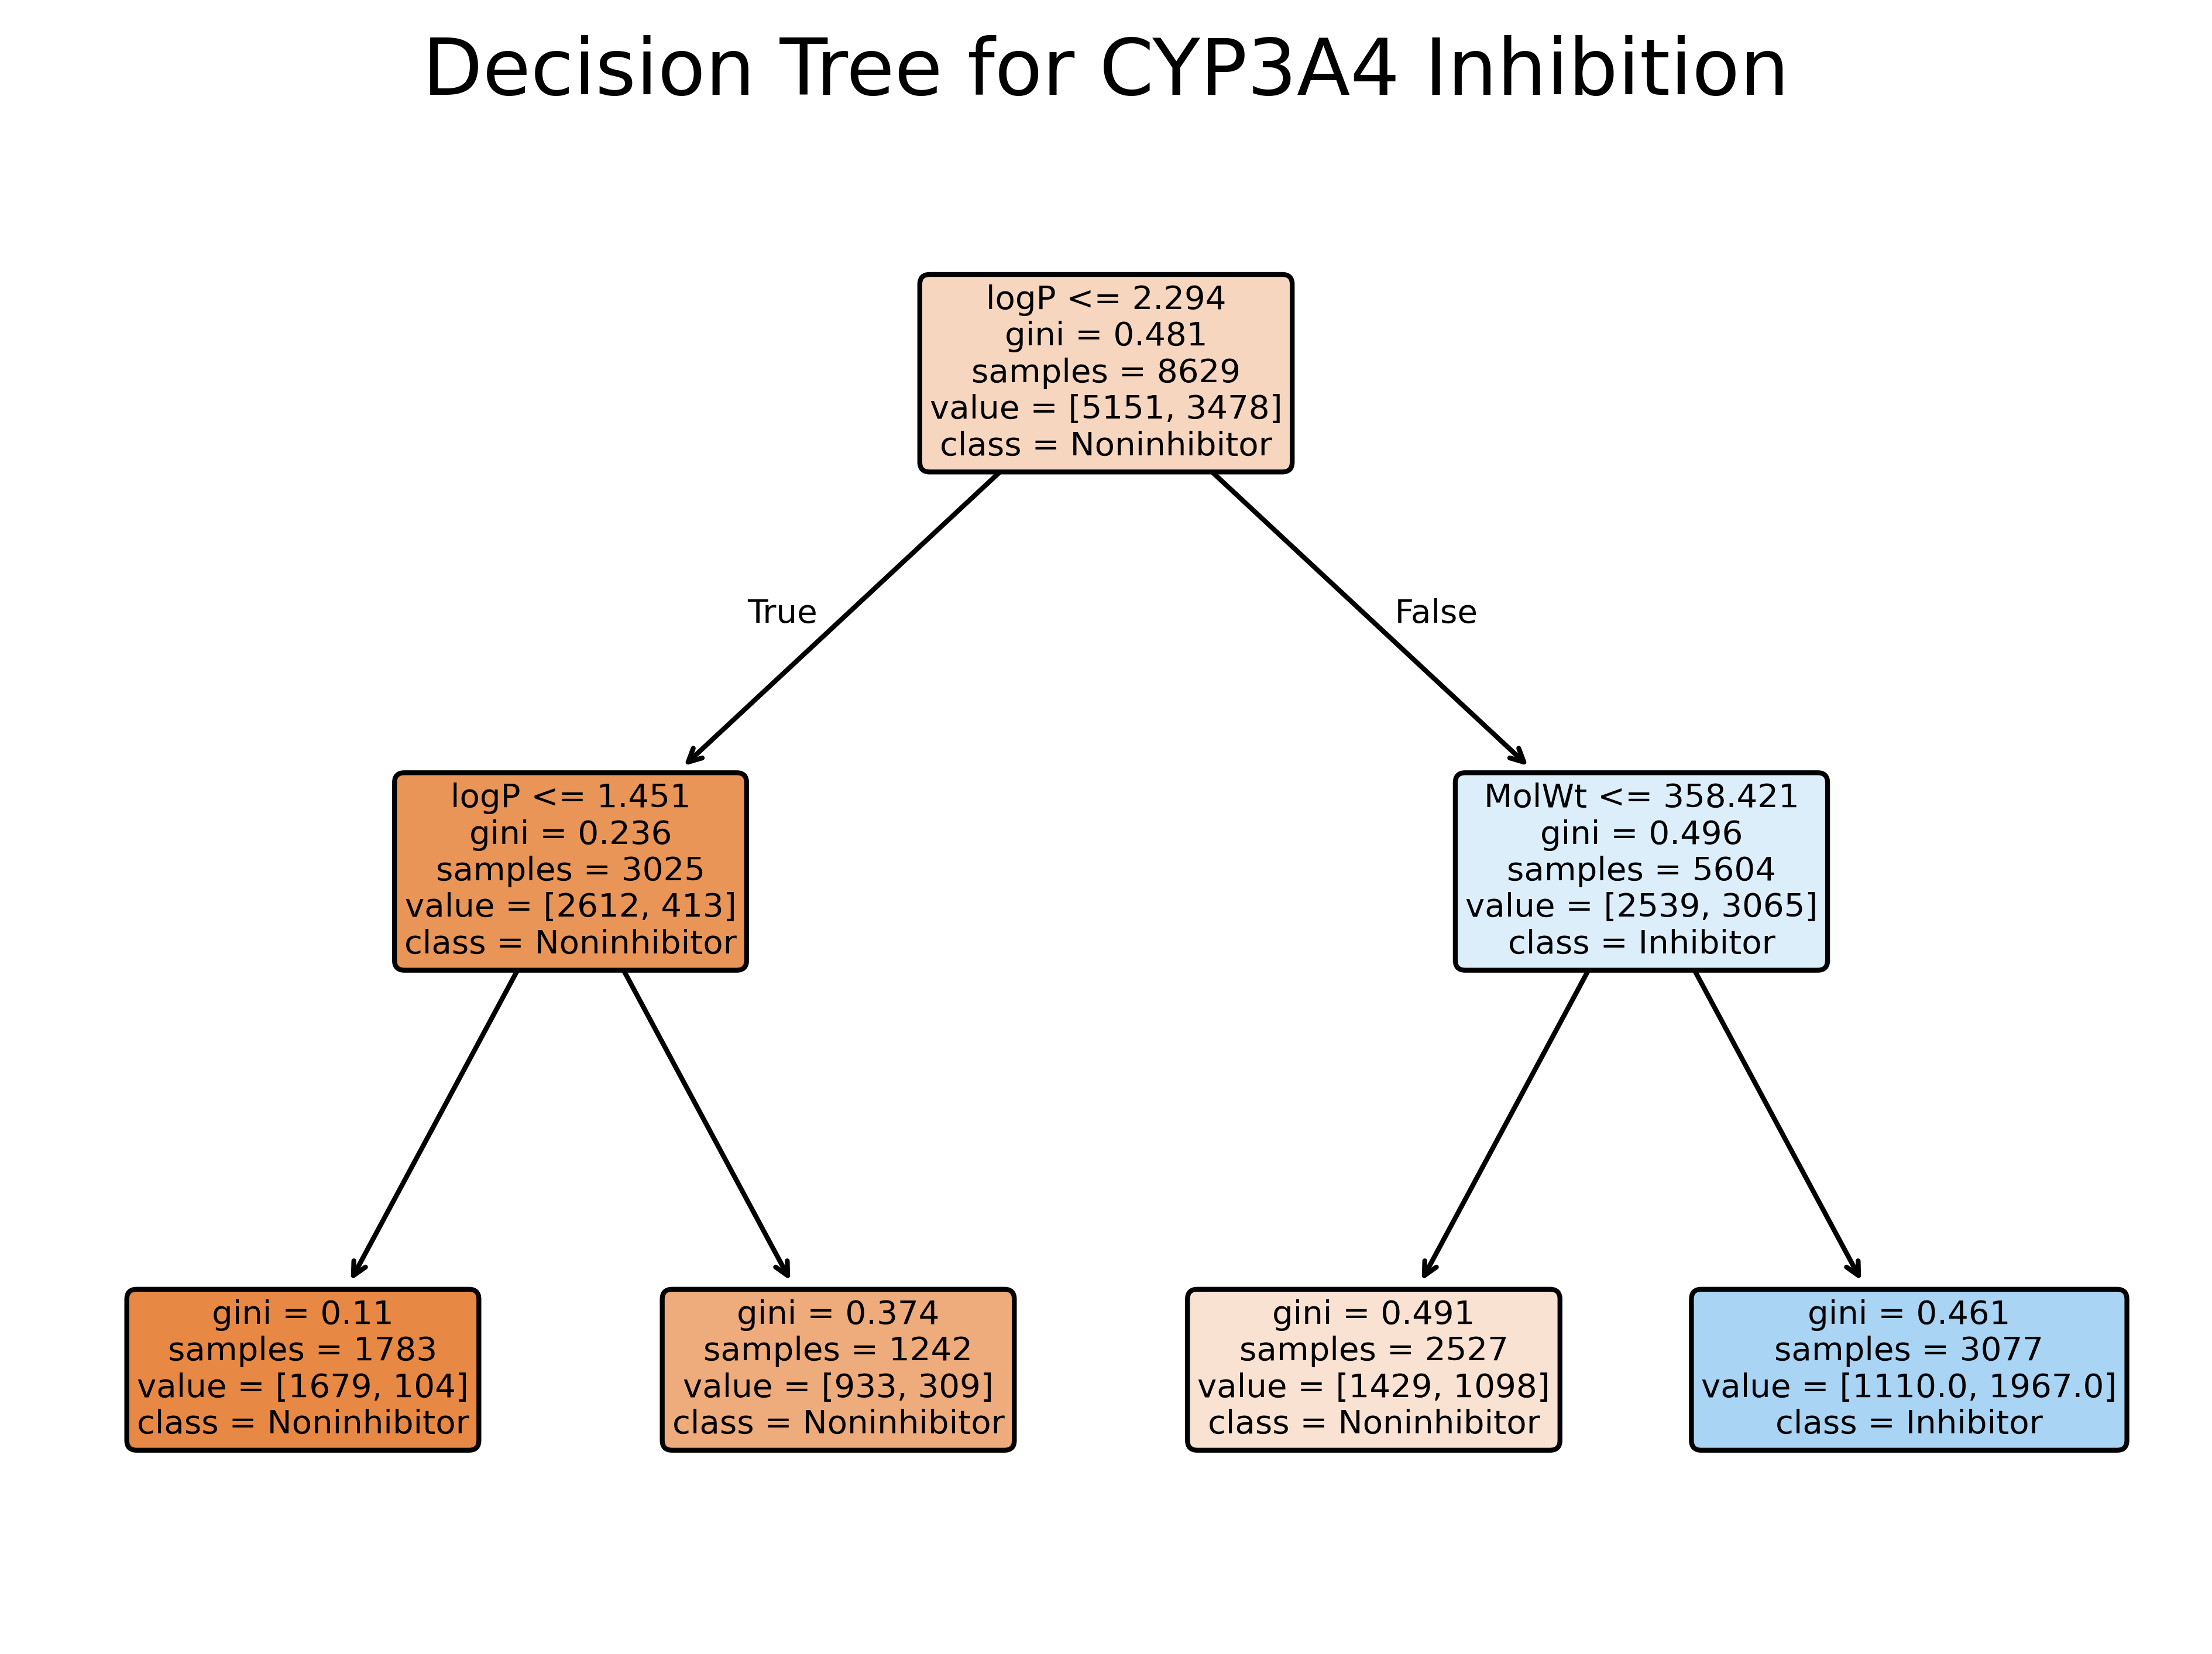 Decision Tree for CYP3A4 Inhibition
logP <= 2.294
gini = 0.481
samples = 8629
value = [5151, 3478]
class = Noninhibitor
True
False
logP <= 1.451
gini = 0.236
samples = 3025
value = [2612, 413]
class = Noninhibitor
MolWt <= 358.421
gini = 0.496
samples = 5604
value = [2539, 3065]
class = Inhibitor
gini = 0.11
samples = 1783
value = [1679, 104]
class = Noninhibitor
gini = 0.374
samples = 1242
value = [933, 309]
class = Noninhibitor
gini = 0.491
samples = 2527
value = [1429, 1098]
class = Noninhibitor
gini = 0.461
samples = 3077
value = [1110.0, 1967.0]
class = Inhibitor